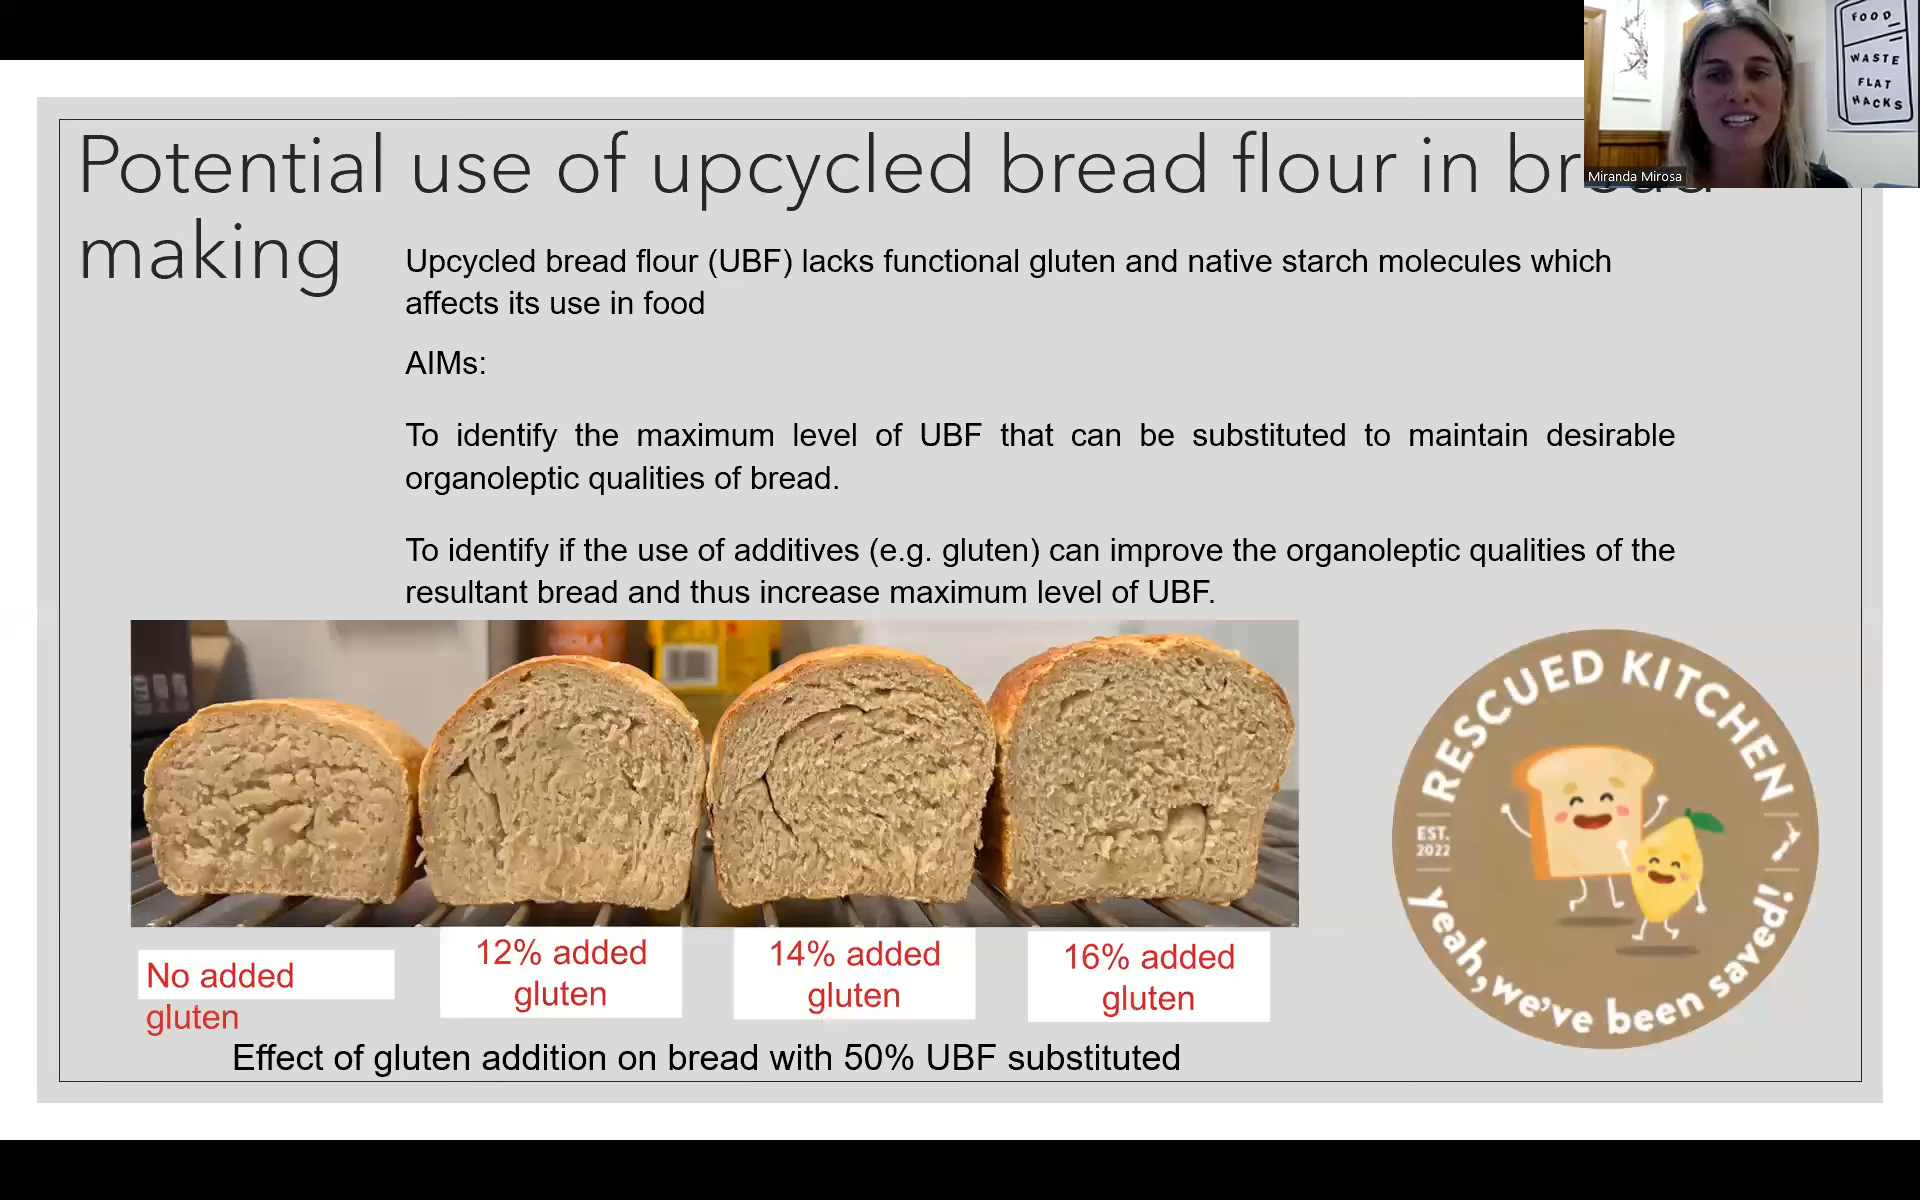 Potential use of upcycled bread flour in bread
making
Upcycled bread flour (UBF) lacks functional gluten and native starch molecules which
affects its use in food
AIMs:
To identify the maximum level of UBF that can be substituted to maintain desirable
organoleptic qualities of bread.
To identify if the use of additives (e.g. gluten) can improve the organoleptic qualities of the
resultant bread and thus increase maximum level of UBF.
No added
gluten
12% added
gluten
14% added
gluten
16% added
gluten
Effect of gluten addition on bread with 50% UBF substituted
RESCUED KITCHEN
EST.
2022
yeah, we've been saved!
FOOD
WASTE
FLAT
HACKS
Miranda Mirosa